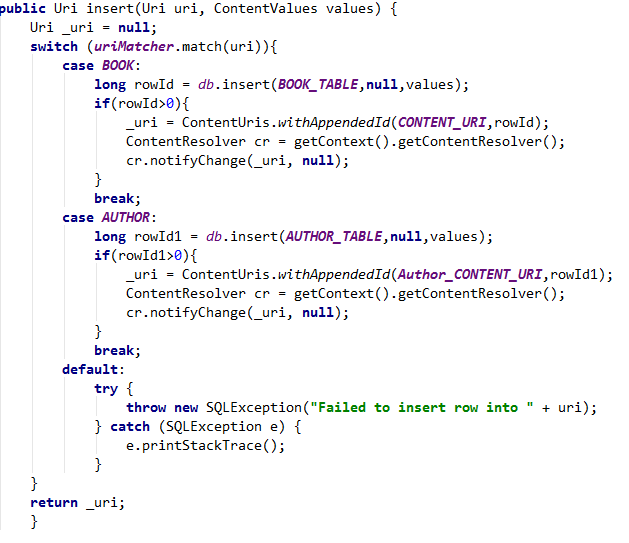 public Uri insert(Uri uri, ContentValues values) {
Uri _uri = null;
switch (uriMatcher.match(uri)){
case BOOK:
long rowId = db.insert(BOOK_TABLE,null,values);
if(rowId>0){
_uri = ContentUris.withAppendedId(CONTENT_URI,rowId);
ContentResolver cr = getContext().getContentResolver();
cr.notifyChange(_uri, null);
}
break;
case AUTHOR:
long rowId1 = db.insert(AUTHOR_TABLE,null,values);
if(rowId1>0){
_uri = ContentUris.withAppendedId(Author_CONTENT_URI,rowId1);
ContentResolver cr = getContext().getContentResolver();
cr.notifyChange(_uri, null);
}
break;
default:
try {
throw new SQLException("Failed to insert row into " + uri);
} catch (SQLException e) {
e.printStackTrace();
}
}
return _uri;
}